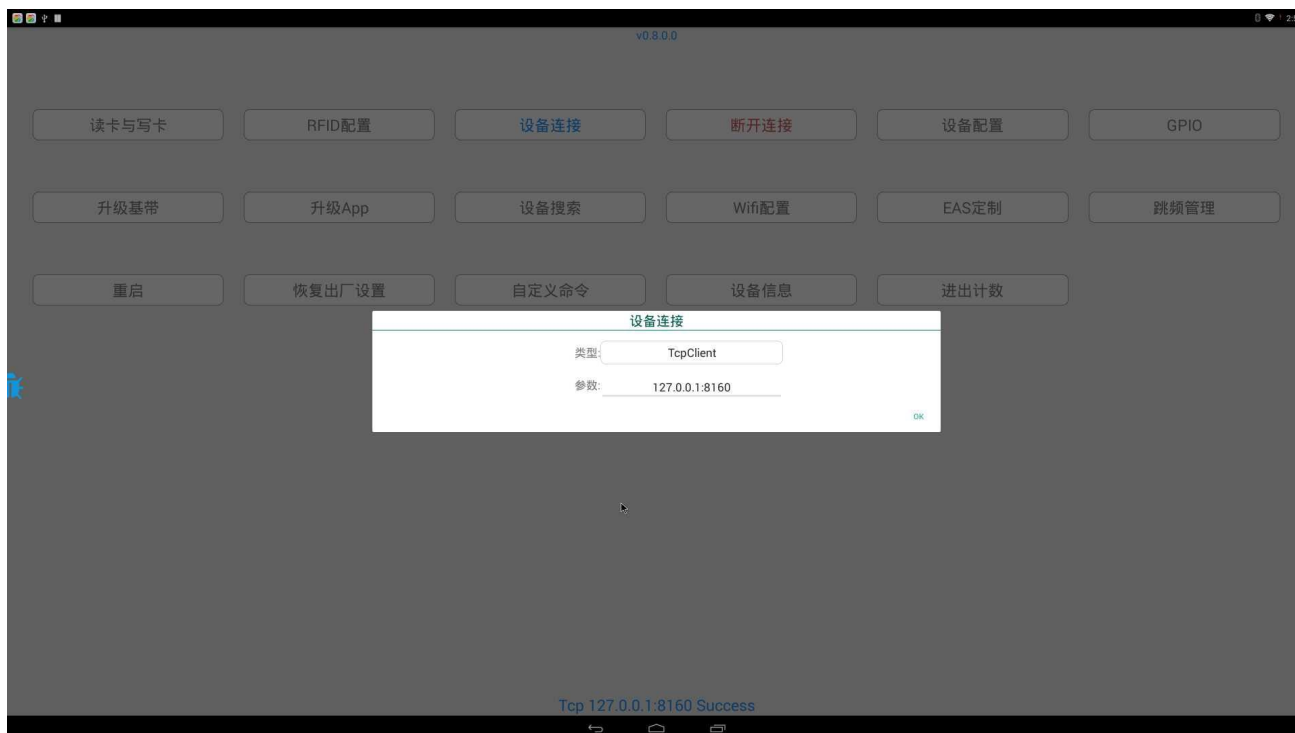 v0.8.0.0
读卡与写卡 RFID配置 设备连接 断开连接 设备配置 GPIO
升级基带 升级App 设备搜索 Wifi配置 EAS定制 跳频管理
重启 恢复出厂设置 自定义命令 设备信息 进出计数
设备连接
类型: TcpClient
参数: 127.0.0.1:8160
OK
Tcp 127.0.0.1:8160 Success